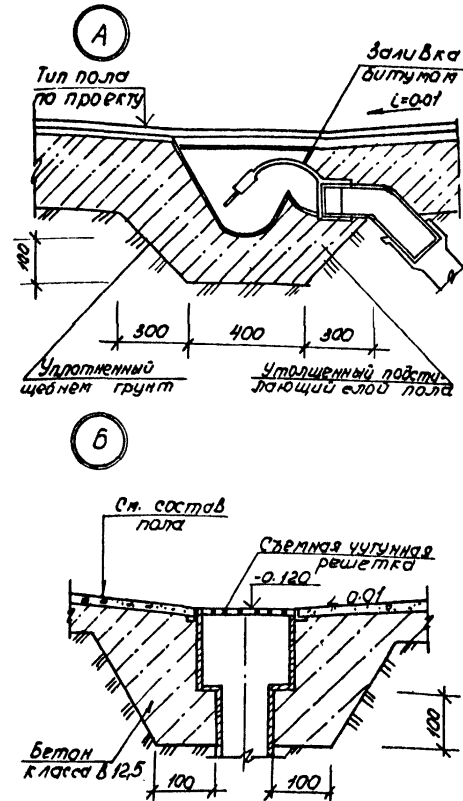 А
Тип пола
по проекту
Заливка
битумом
i=0.01
100
300
400
300
Уплотненный
щебнем грунт
Утолщенный подсти-
лающий слой пола
Б
См. состав
пола
Съемная чугунная
решетка
-0.120
0.01
100
Бетон
класса В 12,5
100
100